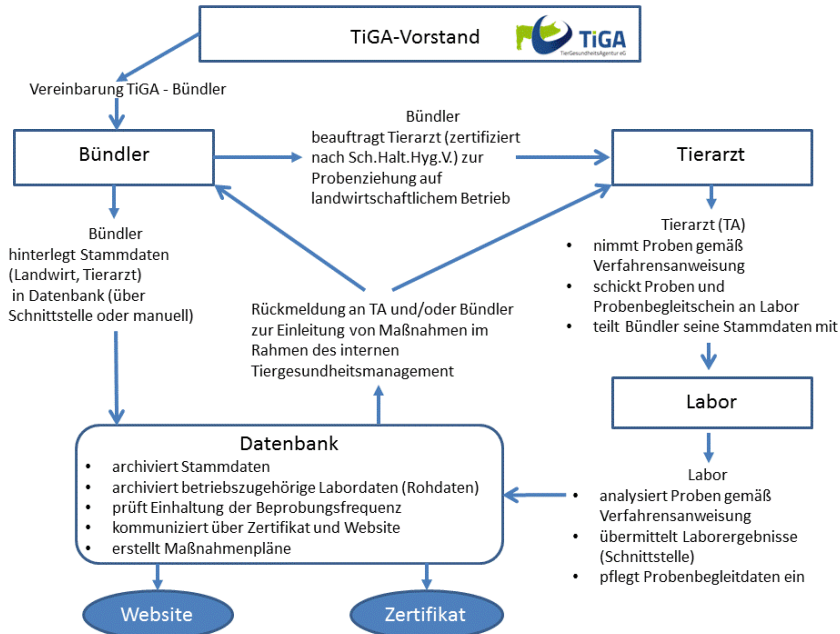 TiGA-Vorstand
TiGA
TierGesundheitsAgentur eG
Vereinbarung TiGA - Bündler
Bündler
Bündler
beauftragt Tierarzt (zertifiziert
nach Sch.Halt.Hyg.V.) zur
Probenziehung auf
landwirtschaftlichem Betrieb
Tierarzt
Bündler
hinterlegt Stammdaten
(Landwirt, Tierarzt)
in Datenbank (über
Schnittstelle oder manuell)
Tierarzt (TA)
• nimmt Proben gemäß
Verfahrensanweisung
• schickt Proben und
Probenbegleitschein an Labor
• teilt Bündler seine Stammdaten mit
Rückmeldung an TA und/oder Bündler
zur Einleitung von Maßnahmen im
Rahmen des internen
Tiergesundheitsmanagement
Labor
Labor
• analysiert Proben gemäß
Verfahrensanweisung
• übermittelt Laborergebnisse
(Schnittstelle)
• pflegt Probenbegleitdaten ein
Datenbank
• archiviert Stammdaten
• archiviert betriebszugehörige Labordaten (Rohdaten)
• prüft Einhaltung der Beprobungsfrequenz
• kommuniziert über Zertifikat und Website
• erstellt Maßnahmenpläne
Website
Zertifikat